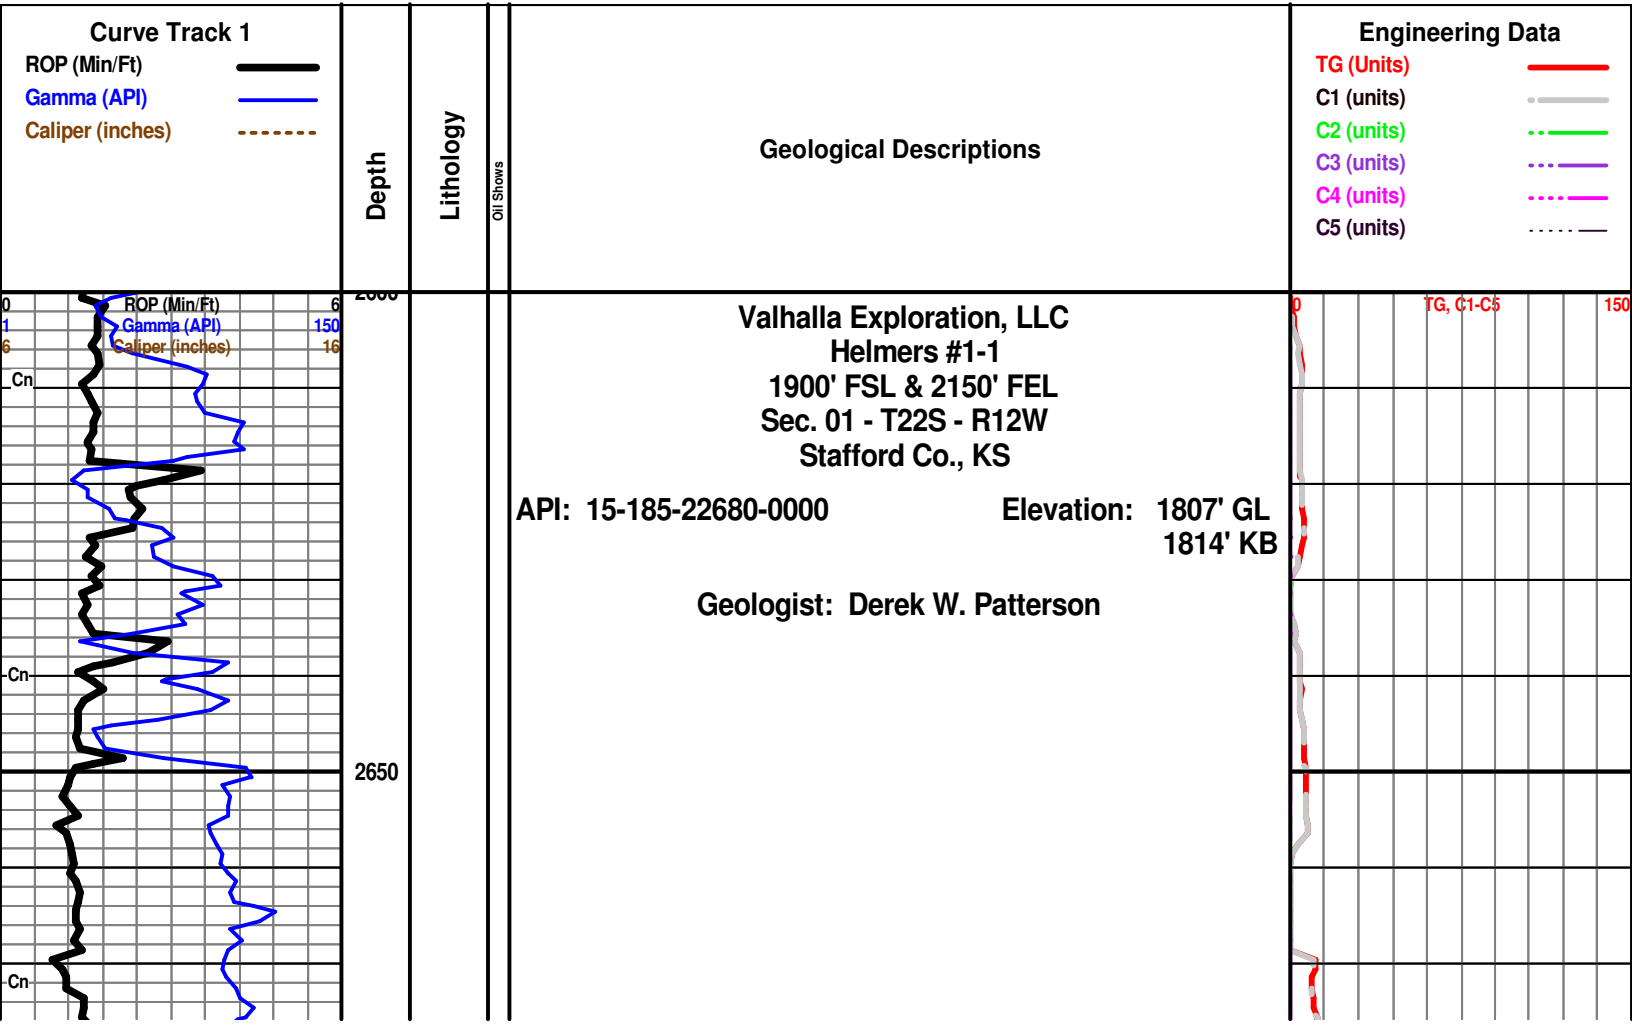 Curve Track 1
ROP (Min/Ft)
Gamma (API)
Caliper (inches)
Depth
Lithology
Oil Shows
Geological Descriptions
Engineering Data
TG (Units)
C1 (units)
C2 (units)
C3 (units)
C4 (units)
C5 (units)
0 ROP (Min/Ft) 6
1 Gamma (API) 150
6 Caliper (inches) 16
0 TG, C1-C5 150
Valhalla Exploration, LLC
Helmers #1-1
1900' FSL & 2150' FEL
Sec. 01 - T22S - R12W
Stafford Co., KS
API: 15-185-22680-0000 Elevation: 1807' GL
1814' KB
Geologist: Derek W. Patterson
Cn
Cn
2650
Cn